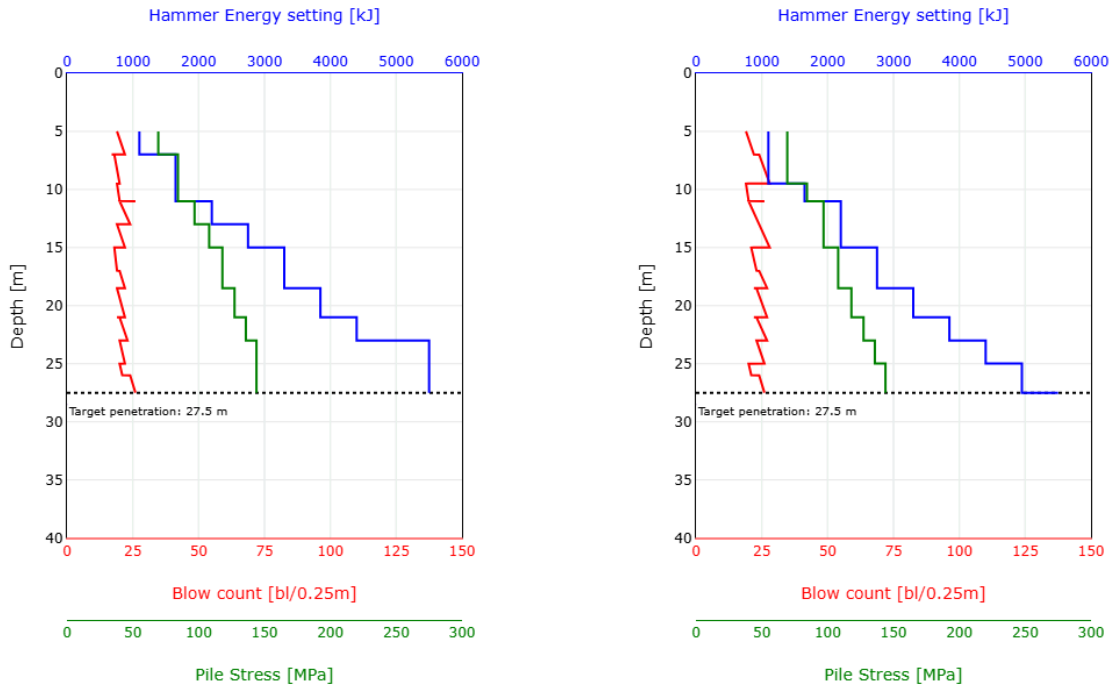 Hammer Energy setting [kJ]
0 1000 2000 3000 4000 5000 6000
0
5
10
15
20
25
30
35
40
Depth [m]
Target penetration: 27.5 m
0 25 50 75 100 125 150
Blow count [bl/0.25m]
0 50 100 150 200 250 300
Pile Stress [MPa]
Hammer Energy setting [kJ]
0 1000 2000 3000 4000 5000 6000
0
5
10
15
20
25
30
35
40
Depth [m]
Target penetration: 27.5 m
0 25 50 75 100 125 150
Blow count [bl/0.25m]
0 50 100 150 200 250 300
Pile Stress [MPa]